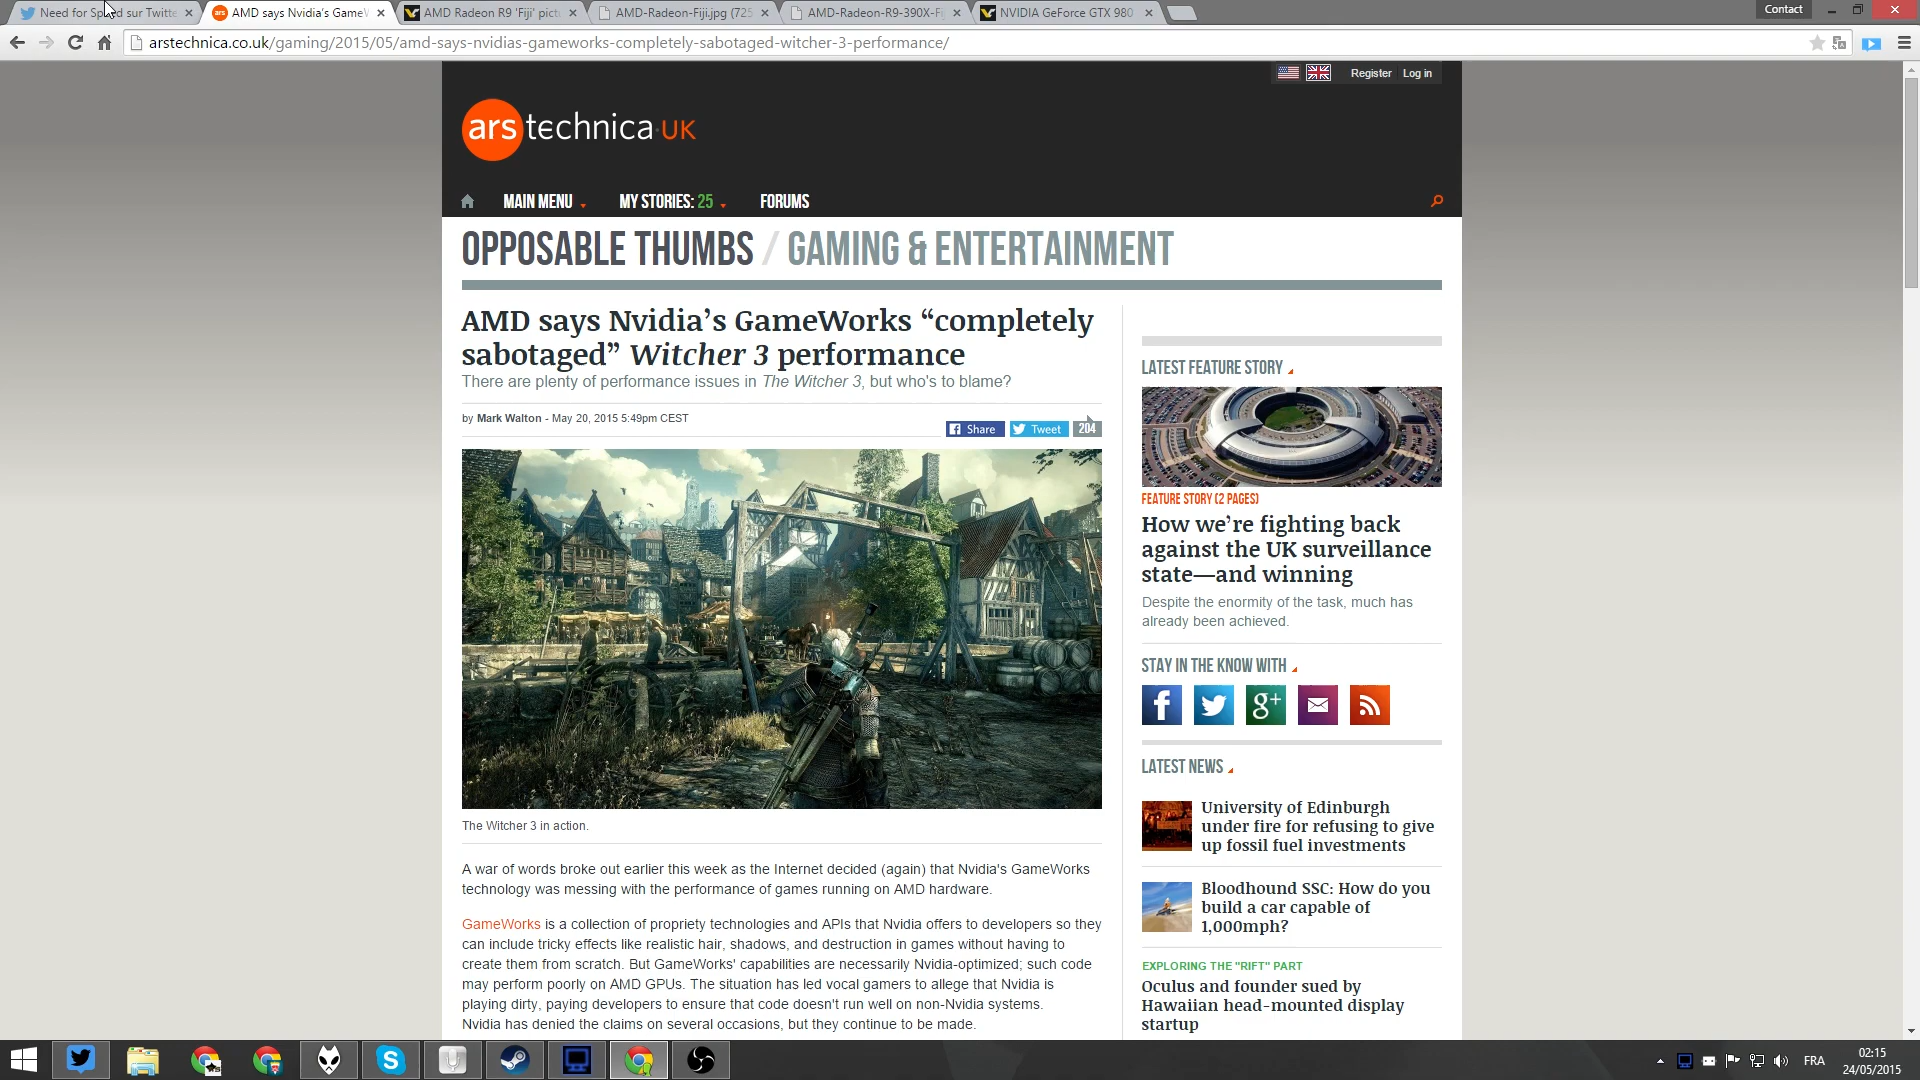 Need for Speed sur Twitte
AMD says Nvidia's GameW
AMD Radeon R9 'Fiji' pictu
AMD-Radeon-Fiji.jpg (725
AMD-Radeon-R9-390X-Fi
NVIDIA GeForce GTX 980
Contact
arstechnica.co.uk/gaming/2015/05/amd-says-nvidias-gameworks-completely-sabotaged-witcher-3-performance/
Register Log in
ars technica UK
MAIN MENU
MY STORIES: 25
FORUMS
OPPOSABLE THUMBS / GAMING & ENTERTAINMENT
AMD says Nvidia’s GameWorks “completely
sabotaged” Witcher 3 performance
There are plenty of performance issues in The Witcher 3, but who's to blame?
by Mark Walton - May 20, 2015 5:49pm CEST
Share
Tweet
204
The Witcher 3 in action.
A war of words broke out earlier this week as the Internet decided (again) that Nvidia's GameWorks
technology was messing with the performance of games running on AMD hardware.
GameWorks is a collection of propriety technologies and APIs that Nvidia offers to developers so they
can include tricky effects like realistic hair, shadows, and destruction in games without having to
create them from scratch. But GameWorks' capabilities are necessarily Nvidia-optimized; such code
may perform poorly on AMD GPUs. The situation has led vocal gamers to allege that Nvidia is
playing dirty, paying developers to ensure that code doesn't run well on non-Nvidia systems.
Nvidia has denied the claims on several occasions, but they continue to be made.
LATEST FEATURE STORY
FEATURE STORY (2 PAGES)
How we’re fighting back
against the UK surveillance
state—and winning
Despite the enormity of the task, much has
already been achieved.
STAY IN THE KNOW WITH
LATEST NEWS
University of Edinburgh
under fire for refusing to give
up fossil fuel investments
Bloodhound SSC: How do you
build a car capable of
1,000mph?
EXPLORING THE "RIFT" PART
Oculus and founder sued by
Hawaiian head-mounted display
startup
FRA
02:15
24/05/2015